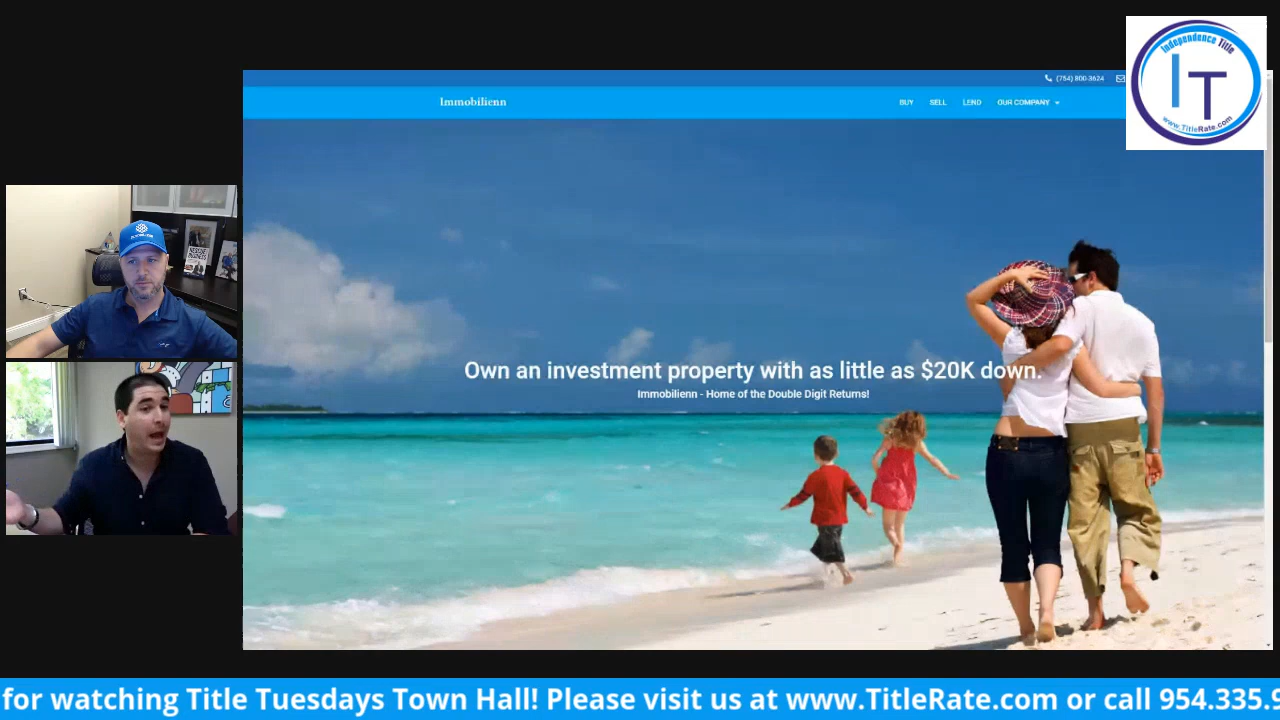 (754) 800-3624
Immobilienn
BUY SELL LEND OUR COMPANY
Independence Title
IT
www.TitleRate.com
Own an investment property with as little as $20K down.
Immobilienn - Home of the Double Digit Returns!
for watching Title Tuesdays Town Hall! Please visit us at www.TitleRate.com or call 954.335.9